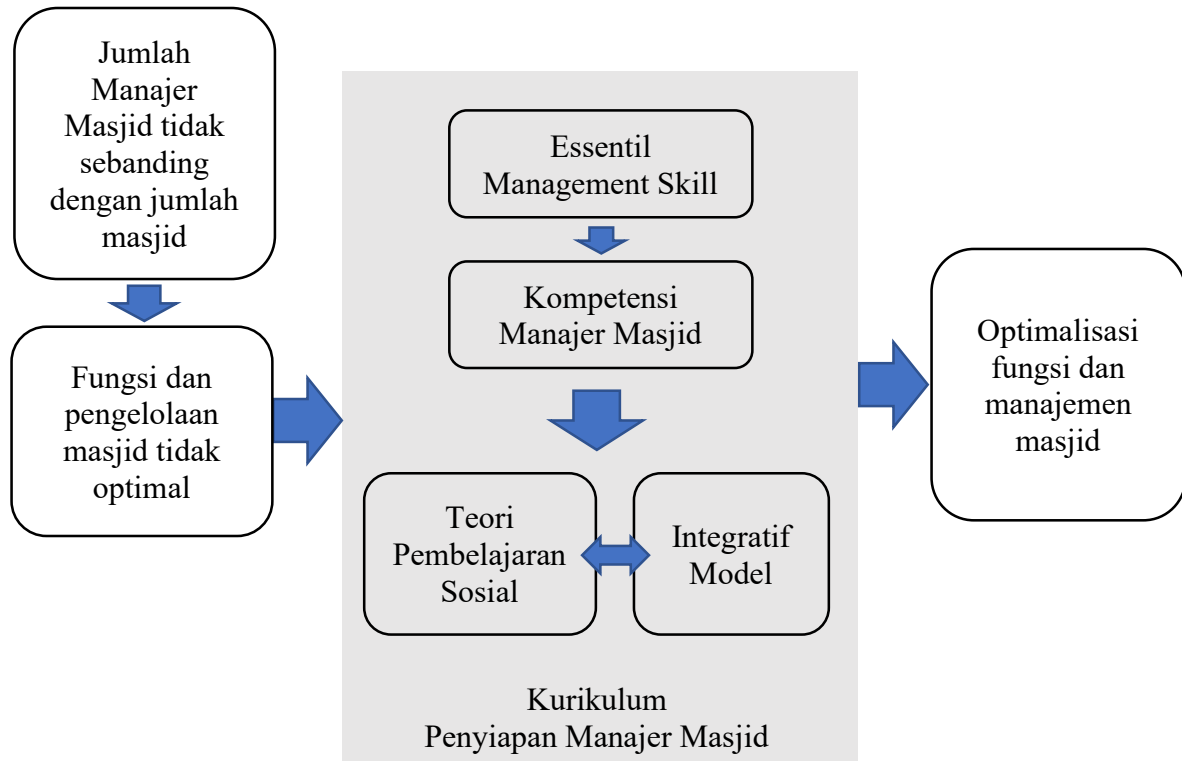 Jumlah
Manajer
Masjid tidak
sebanding
dengan jumlah
masjid
Fungsi dan
pengelolaan
masjid tidak
optimal
Essentil
Management Skill
Kompetensi
Manajer Masjid
Teori
Pembelajaran
Sosial
Integratif
Model
Kurikulum
Penyiapan Manajer Masjid
Optimalisasi
fungsi dan
manajemen
masjid